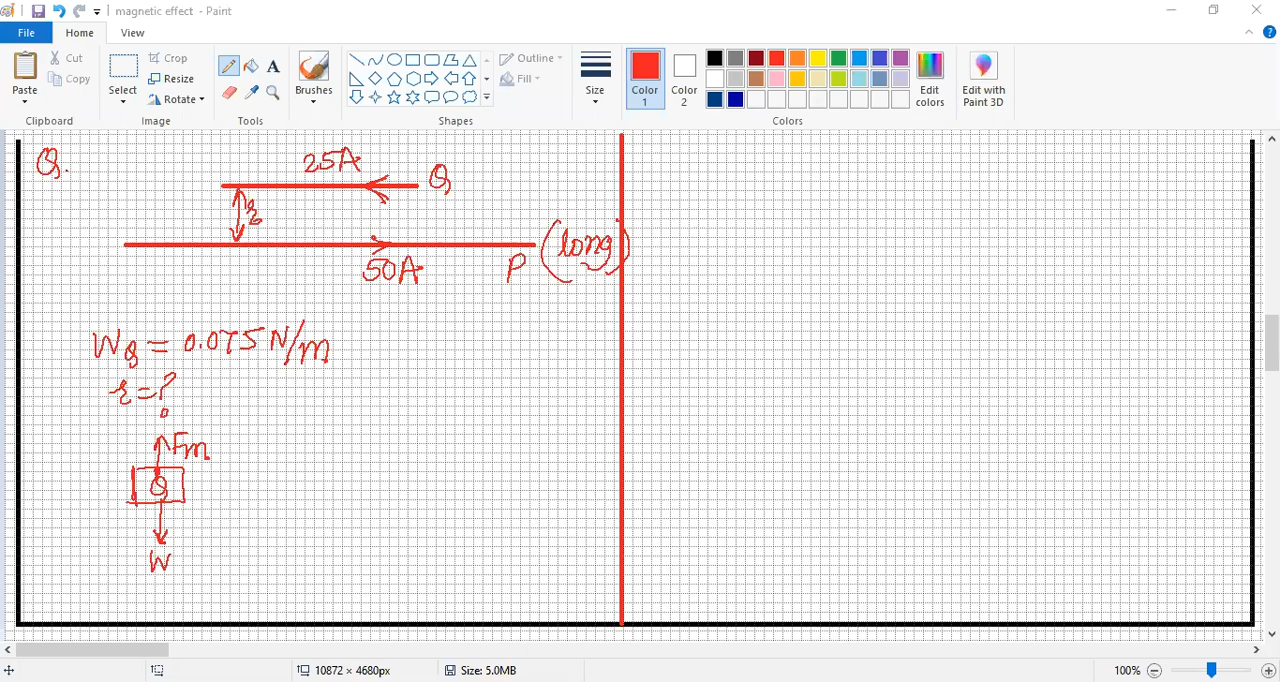 magnetic effect - Paint
File Home View
Paste Cut Copy Clipboard
Select Crop Resize Rotate Image
Tools
Brushes
Outline Fill Shapes
Size
Color 1 Color 2 Edit colors Edit with Paint 3D Colors
Q.
25A
Q
r
50A P (long)
WQ = 0.075 N/m
r = ?
Fm
Q
W
10872 × 4680px Size: 5.0MB 100%